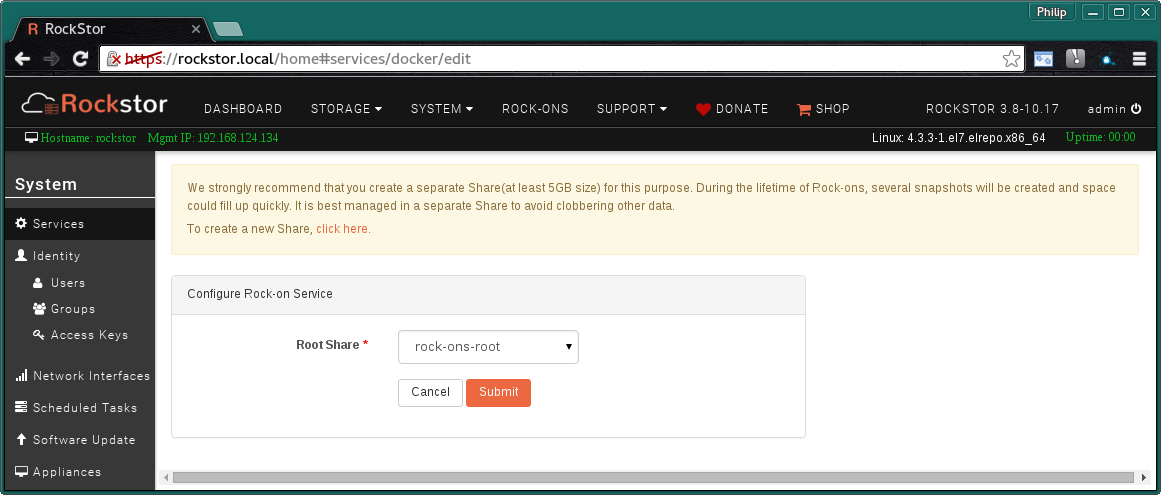 Philip
RockStor
https://rockstor.local/home#services/docker/edit
Rockstor
DASHBOARD
STORAGE
SYSTEM
ROCK-ONS
SUPPORT
DONATE
SHOP
ROCKSTOR 3.8-10.17
admin
Hostname: rockstor
Mgmt IP: 192.168.124.134
Linux: 4.3.3-1.el7.elrepo.x86_64
Uptime: 00:00
System
Services
Identity
Users
Groups
Access Keys
Network Interfaces
Scheduled Tasks
Software Update
Appliances
We strongly recommend that you create a separate Share(at least 5GB size) for this purpose. During the lifetime of Rock-ons, several snapshots will be created and space
could fill up quickly. It is best managed in a separate Share to avoid clobbering other data.
To create a new Share, click here.
Configure Rock-on Service
Root Share *
rock-ons-root
Cancel
Submit